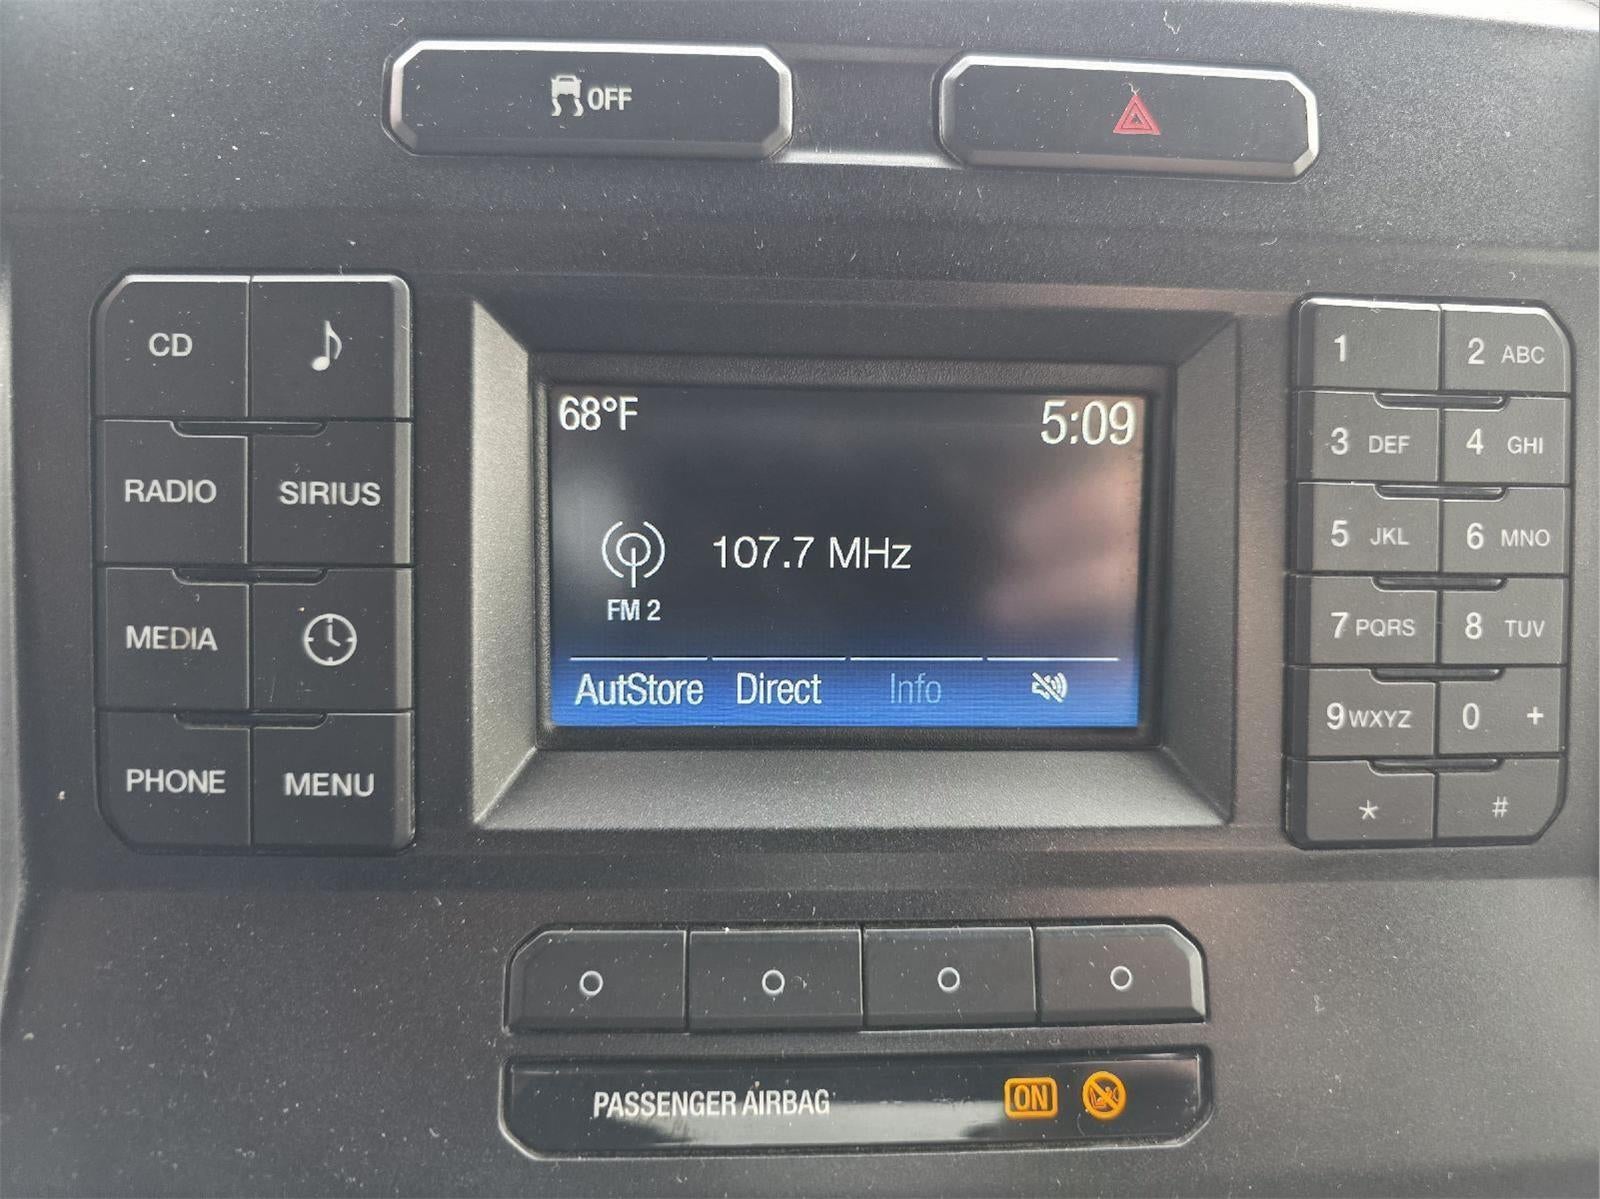 OFF
68°F
5:09
107.7 MHz
FM 2
AutStore Direct Info
CD
RADIO SIRIUS
MEDIA
PHONE MENU
1 2 ABC
3 DEF 4 GHI
5 JKL 6 MNO
7 PQRS 8 TUV
9 WXYZ 0 +
* #
PASSENGER AIRBAG ON